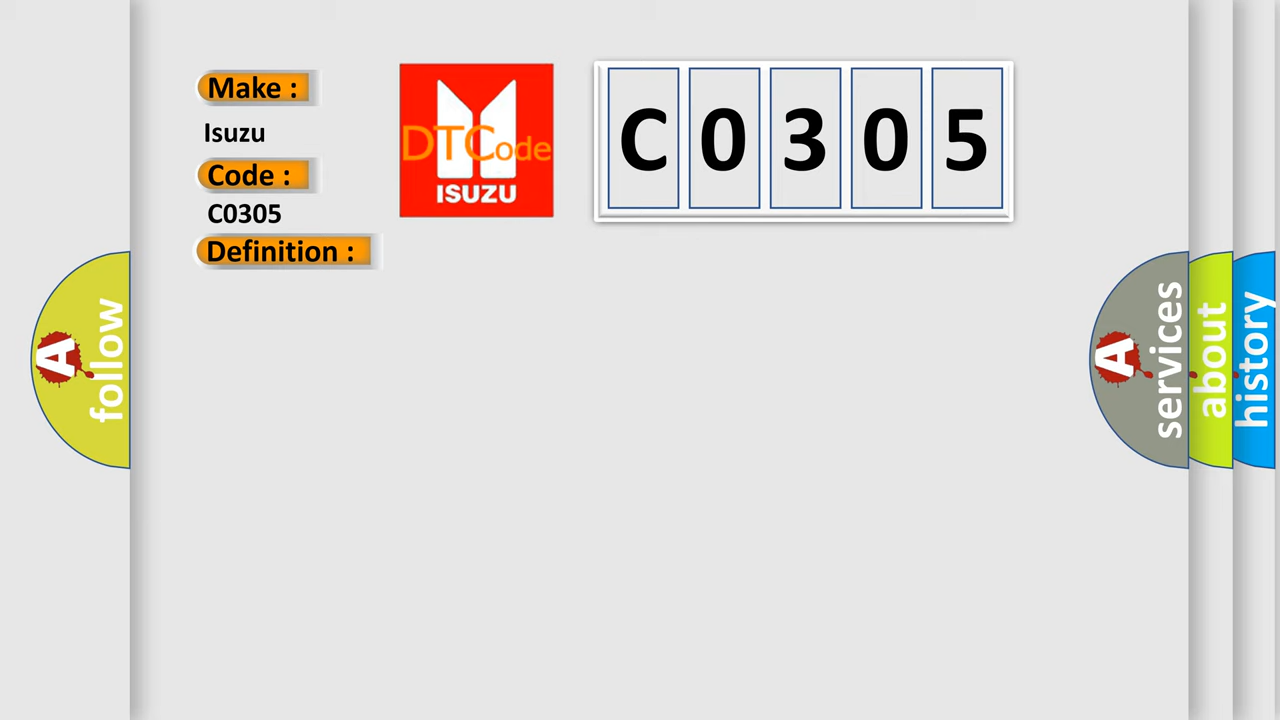 Make :
Isuzu
Code :
C0305
Definition :
DTCode
ISUZU
C0305
A follow
A services
about
history